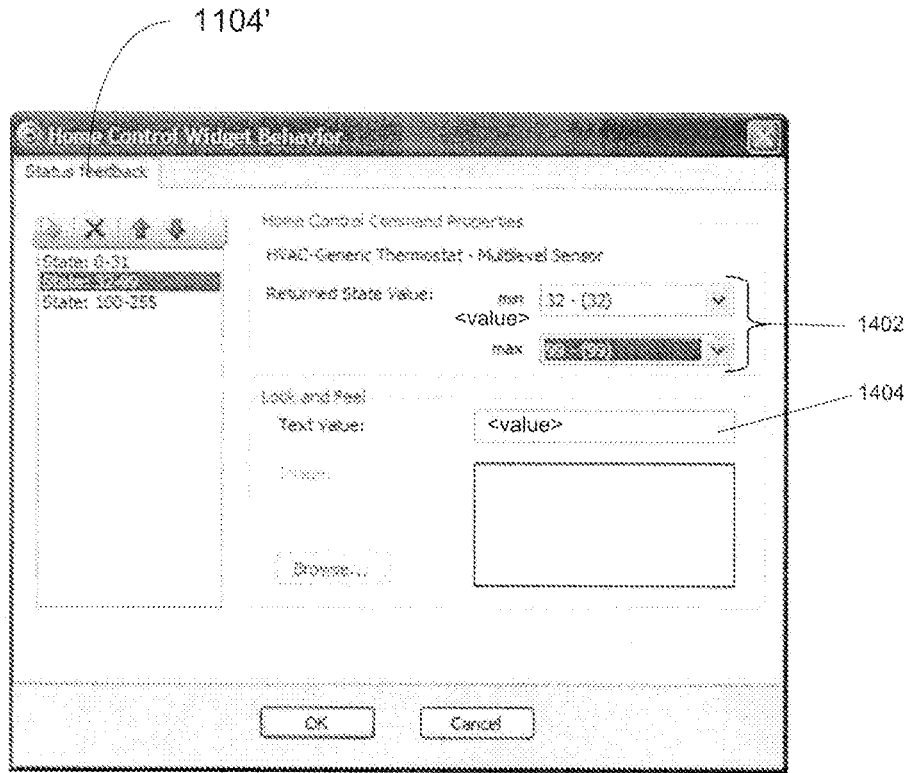 1104'
Home Control Widget Behavior
Status feedback
Home Control Command Properties
HVAC-Generic Thermostat - Multilevel Sensor
State: 0-31
State: 100-255
Returned State Value:
min
32 - (32)
<value>
max
1402
Look and Feel
Text Value:
<value>
1404
Image:
Browse...
OK
Cancel